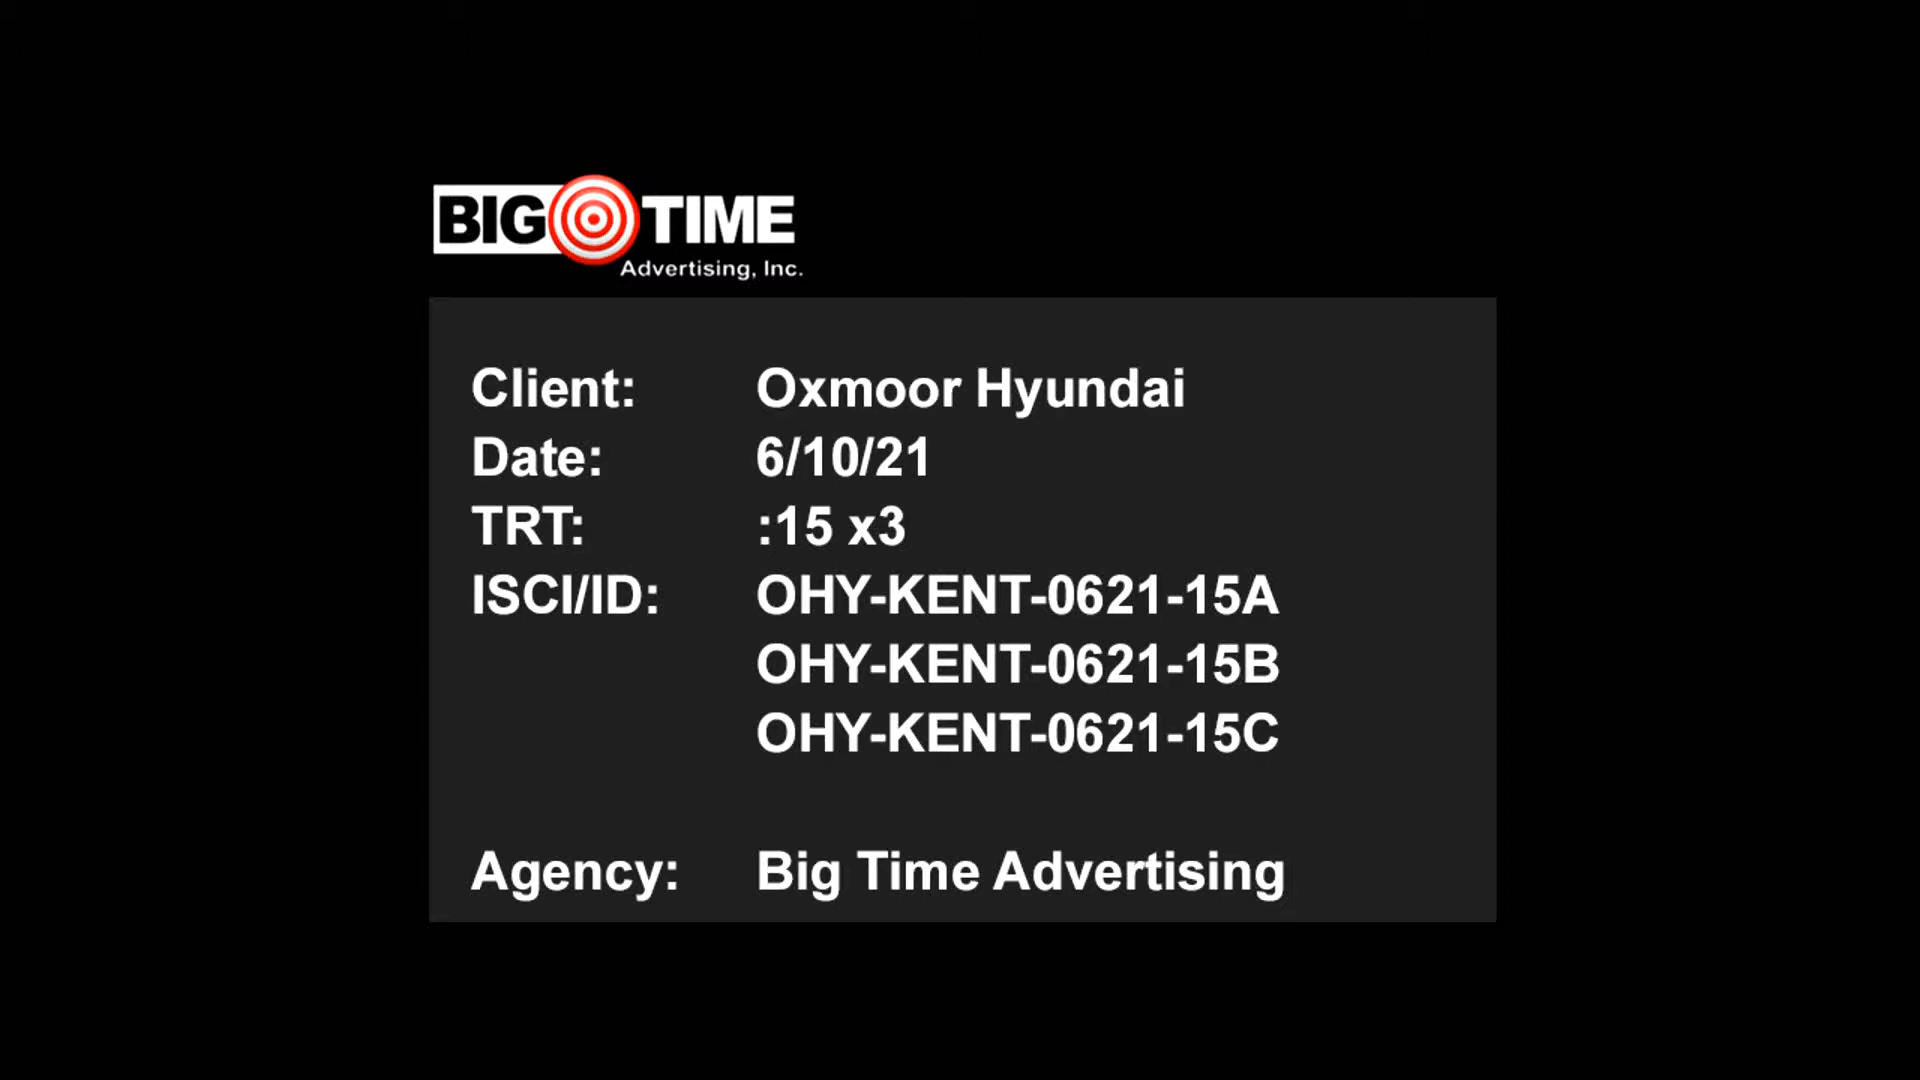 BIG TIME
Advertising, Inc.
Client: Oxmoor Hyundai
Date: 6/10/21
TRT: :15 x3
ISCI/ID: OHY-KENT-0621-15A
OHY-KENT-0621-15B
OHY-KENT-0621-15C
Agency: Big Time Advertising